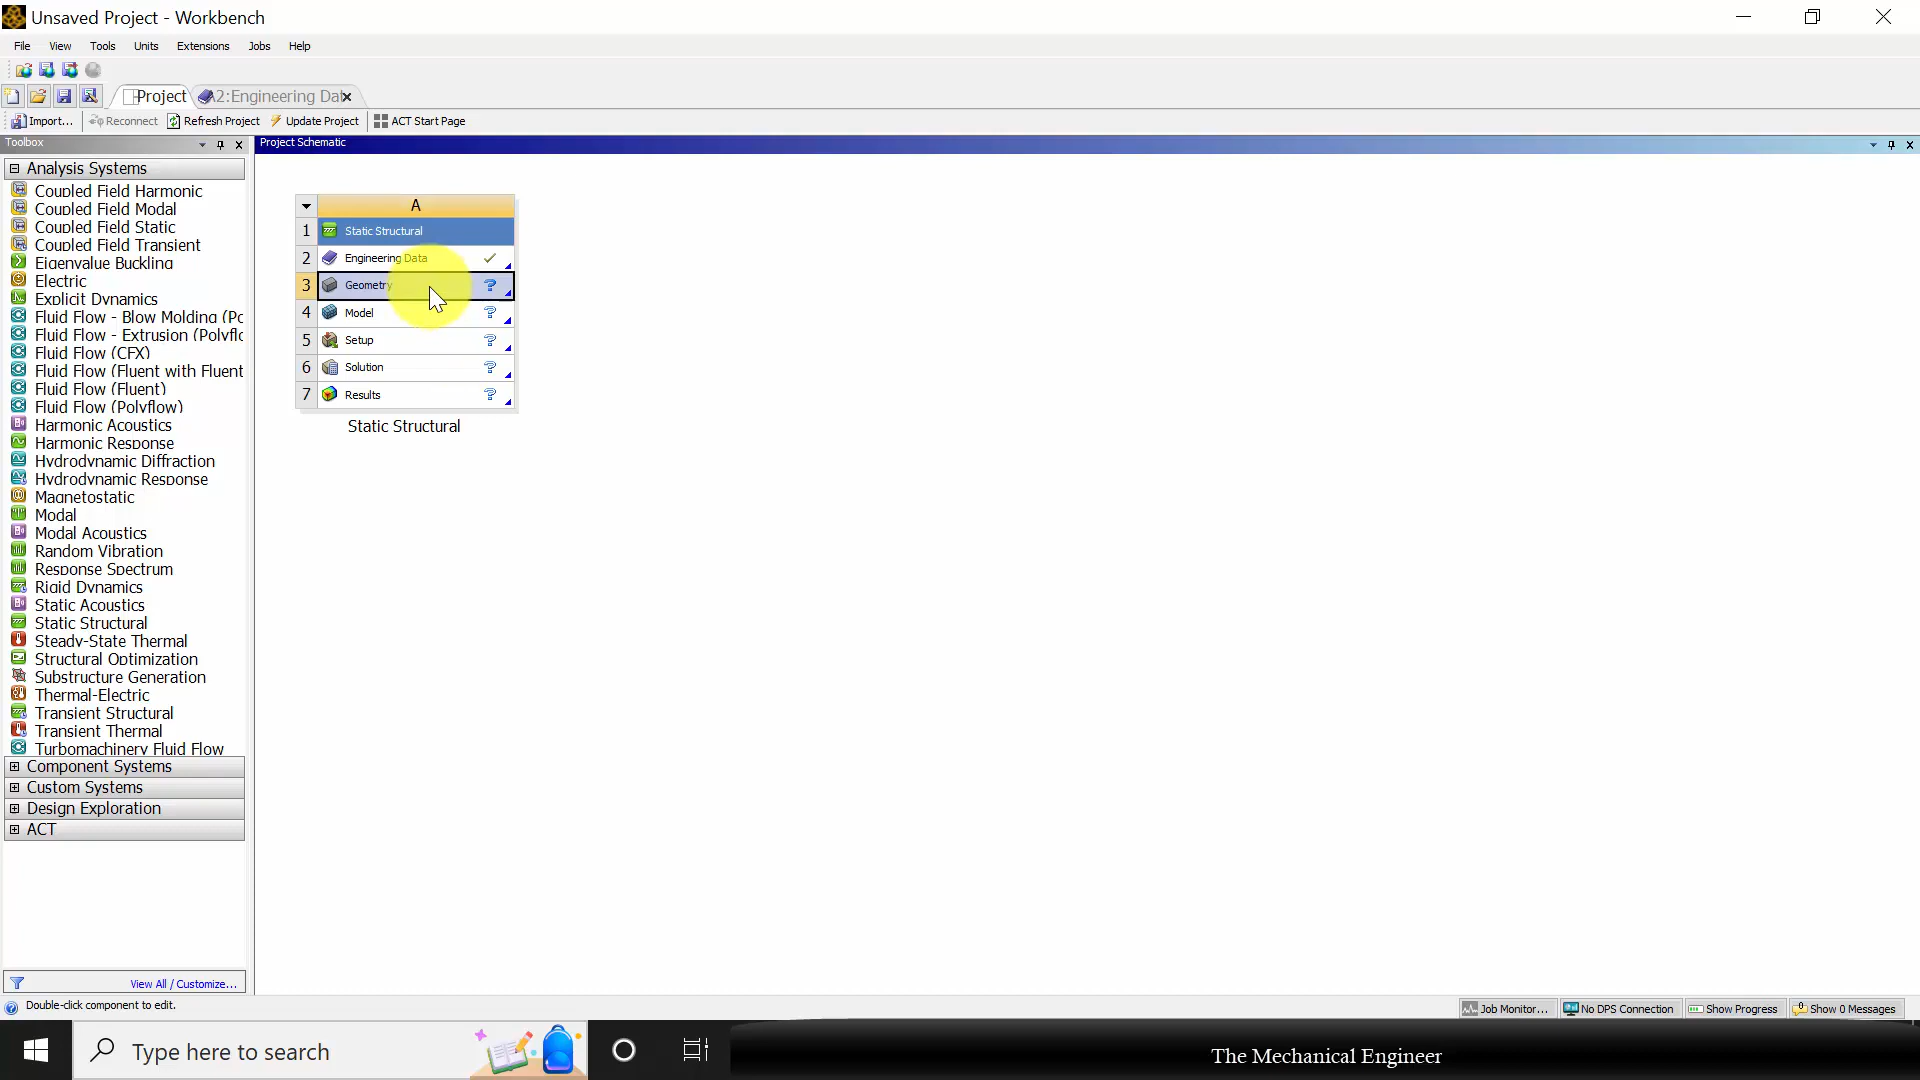 Unsaved Project - Workbench
File View Tools Units Extensions Jobs Help
Project A2:Engineering Dat
Import... Reconnect Refresh Project Update Project ACT Start Page
Toolbox
Project Schematic
Analysis Systems
Coupled Field Harmonic
Coupled Field Modal
Coupled Field Static
Coupled Field Transient
Eigenvalue Buckling
Electric
Explicit Dynamics
Fluid Flow - Blow Molding (Po
Fluid Flow - Extrusion (Polyflo
Fluid Flow (CFX)
Fluid Flow (Fluent with Fluent
Fluid Flow (Fluent)
Fluid Flow (Polyflow)
Harmonic Acoustics
Harmonic Response
Hydrodynamic Diffraction
Hydrodynamic Response
Magnetostatic
Modal
Modal Acoustics
Random Vibration
Response Spectrum
Rigid Dynamics
Static Acoustics
Static Structural
Steady-State Thermal
Structural Optimization
Substructure Generation
Thermal-Electric
Transient Structural
Transient Thermal
Turbomachinery Fluid Flow
Component Systems
Custom Systems
Design Exploration
ACT
View All / Customize...
A
1 Static Structural
2 Engineering Data
3 Geometry ?
4 Model ?
5 Setup ?
6 Solution ?
7 Results ?
Static Structural
Double-click component to edit.
Job Monitor... No DPS Connection Show Progress Show 0 Messages
Type here to search
The Mechanical Engineer